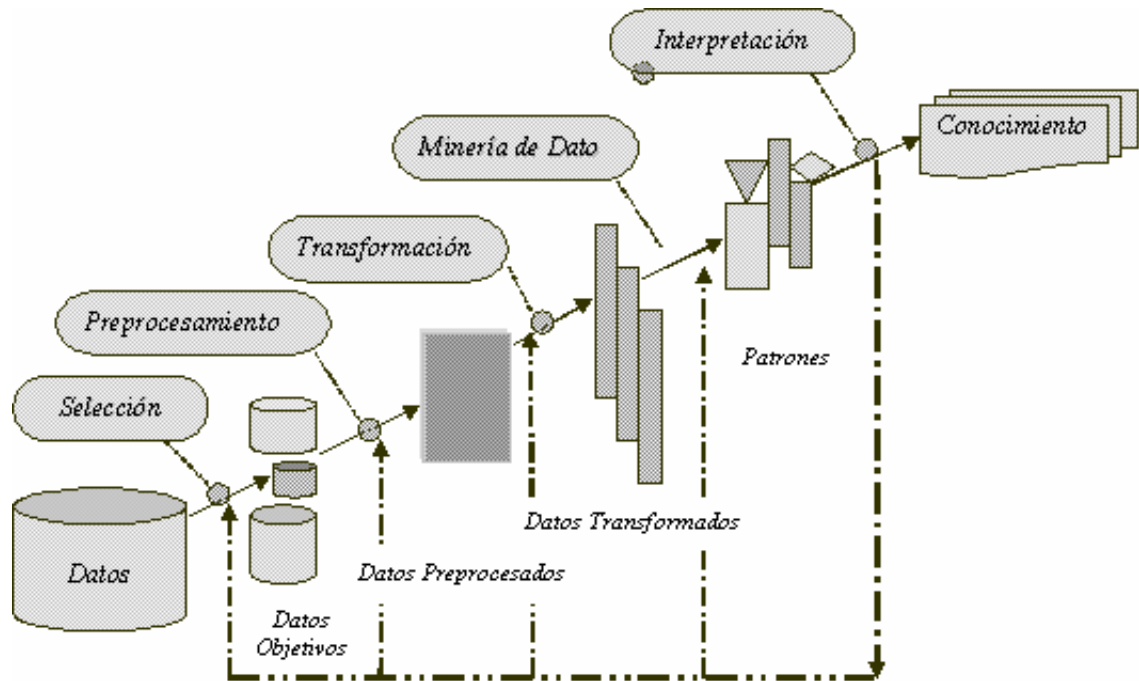 Interpretación
Conocimiento
Minería de Dato
Transformación
Preprocesamiento
Patrones
Selección
Datos Transformados
Datos
Datos Preprocesados
Datos
Objetivos